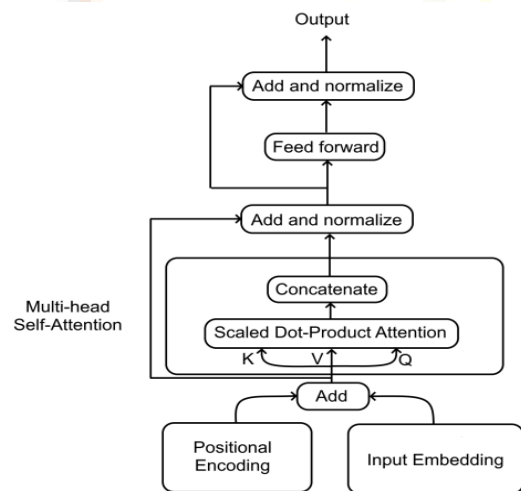 Output
Add and normalize
Feed forward
Add and normalize
Concatenate
Multi-head
Self-Attention
Scaled Dot-Product Attention
K V Q
Add
Positional
Encoding
Input Embedding